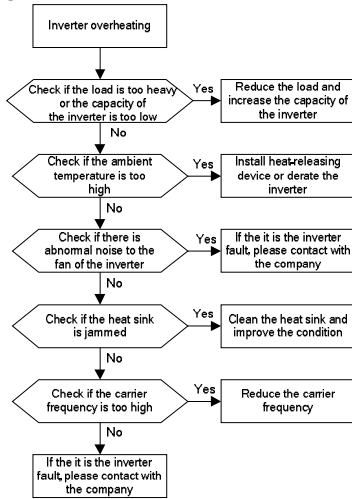 Inverter overheating
Check if the load is too heavy
or the capacity of
the inverter is too low
Yes
Reduce the load and
increase the capacity of
the inverter
No
Check if the ambient
temperature is too
high
Yes
Install heat-releasing
device or derate the
inverter
No
Check if there is
abnormal noise to the
fan of the inverter
Yes
If the it is the inverter
fault, please contact with
the company
No
Check if the heat sink
is jammed
Yes
Clean the heat sink and
improve the condition
No
Check if the carrier
frequency is too high
Yes
Reduce the carrier
frequency
No
If the it is the inverter
fault, please contact with
the company